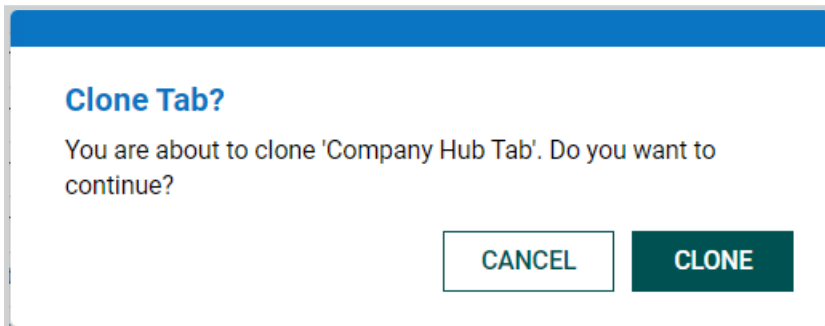 Clone Tab?
You are about to clone 'Company Hub Tab'. Do you want to
continue?
CANCEL
CLONE